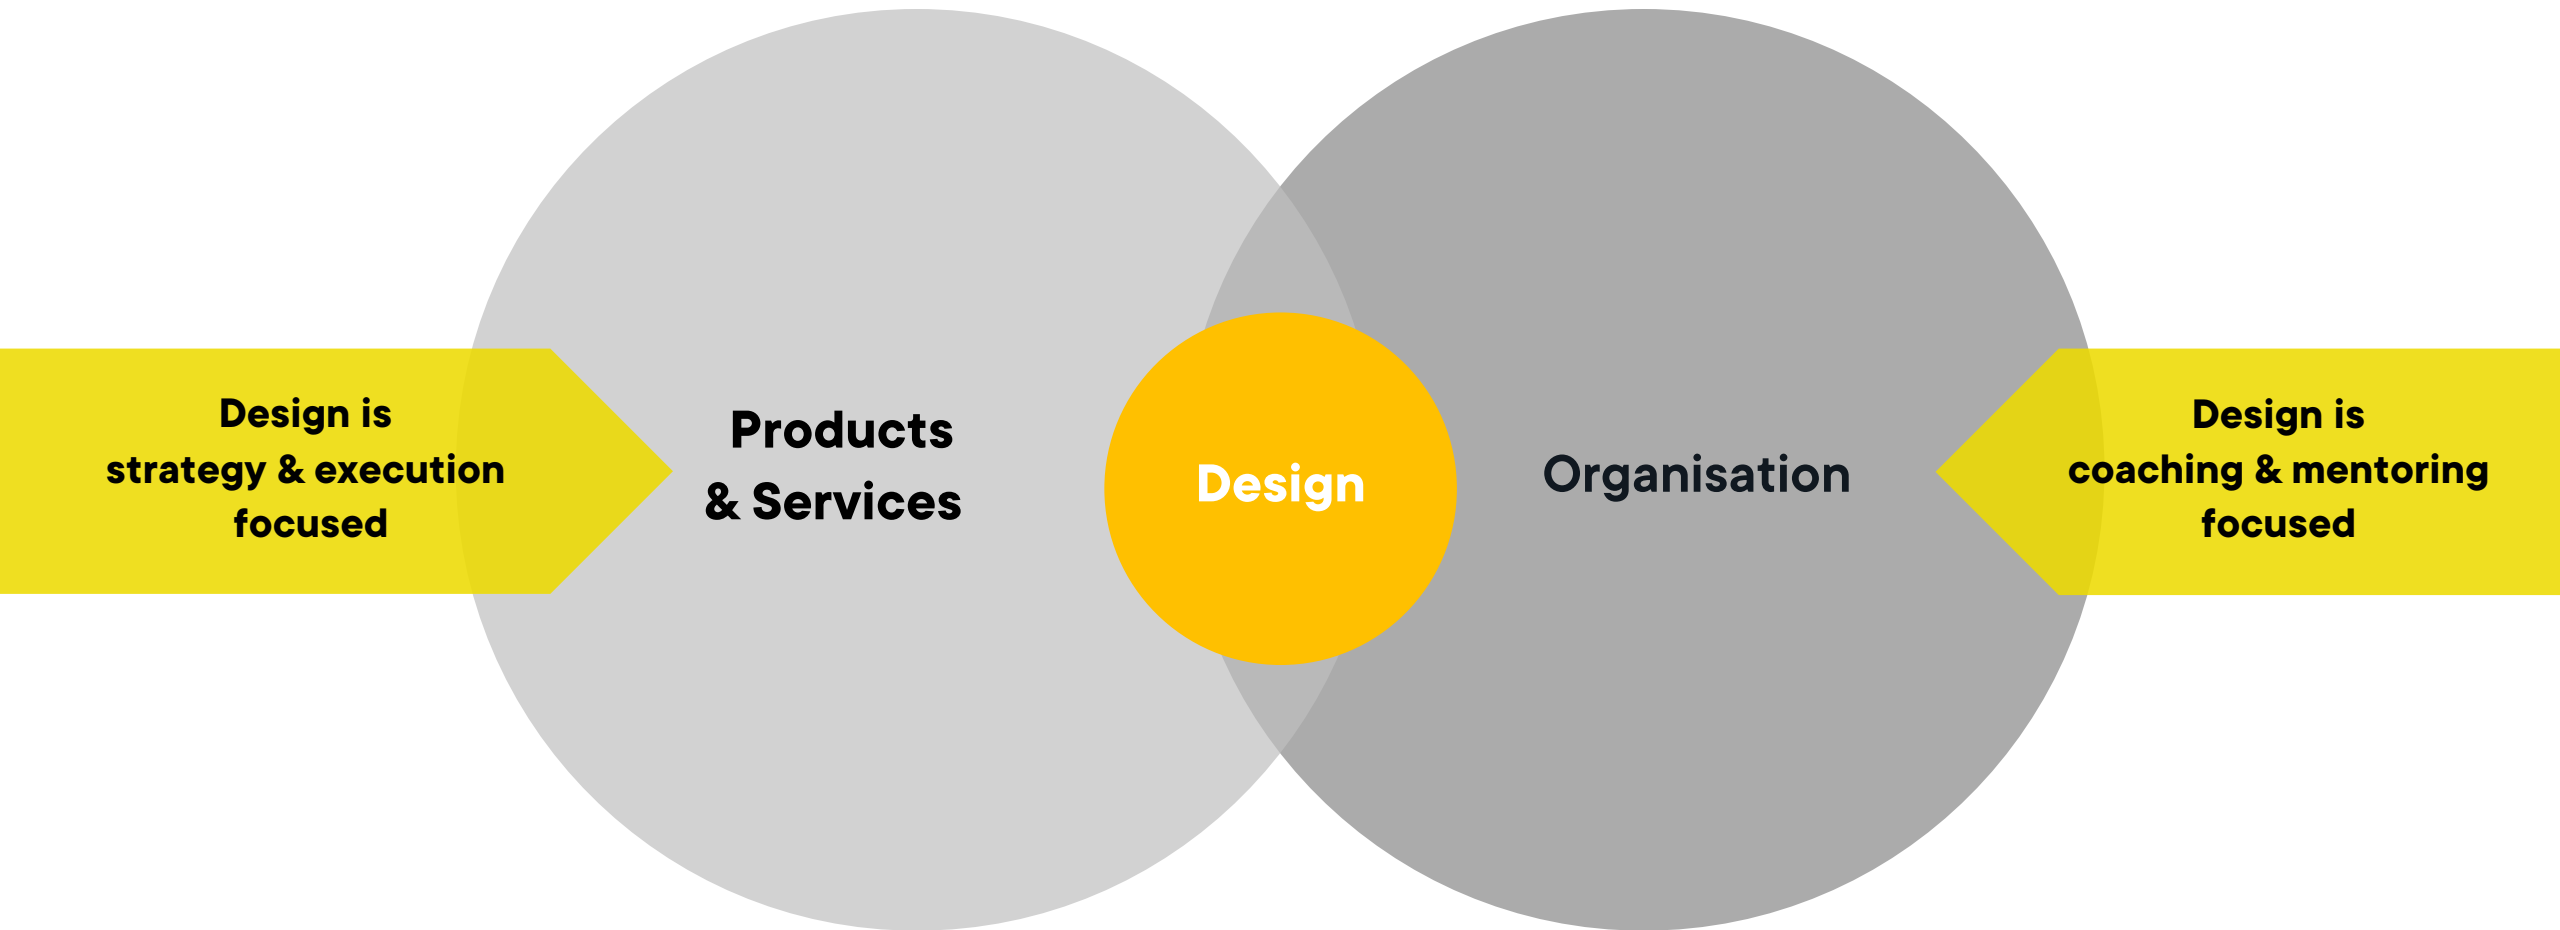 Design is
strategy & execution
focused
Products
& Services
Design
Organisation
Design is
coaching & mentoring
focused